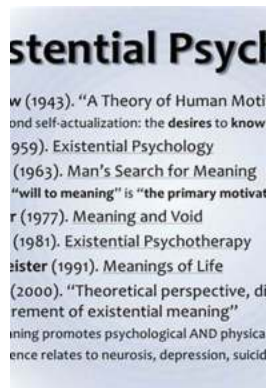 stential Psych
w (1943). “A Theory of Human Moti
ond self-actualization: the desires to know
959). Existential Psychology
(1963). Man’s Search for Meaning
“will to meaning” is “the primary motivat
r (1977). Meaning and Void
(1981). Existential Psychotherapy
eister (1991). Meanings of Life
(2000). “Theoretical perspective, di
rement of existential meaning”
ning promotes psychological AND physica
ence relates to neurosis, depression, suicid